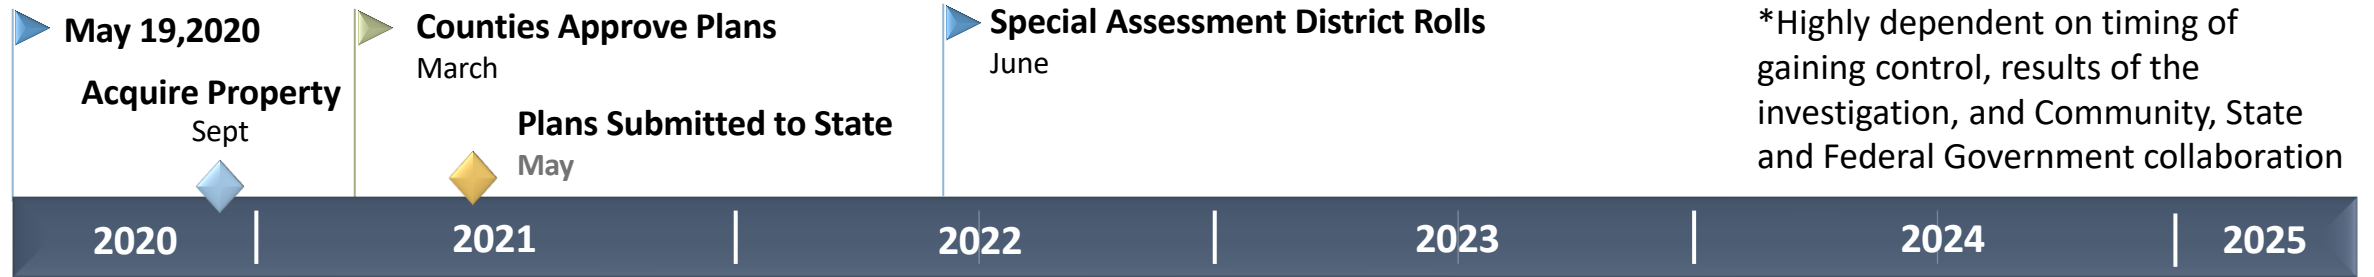 May 19,2020
Acquire Property
Sept
Counties Approve Plans
March
Plans Submitted to State
May
Special Assessment District Rolls
June
*Highly dependent on timing of
gaining control, results of the
investigation, and Community, State
and Federal Government collaboration
2020
2021
2022
2023
2024
2025